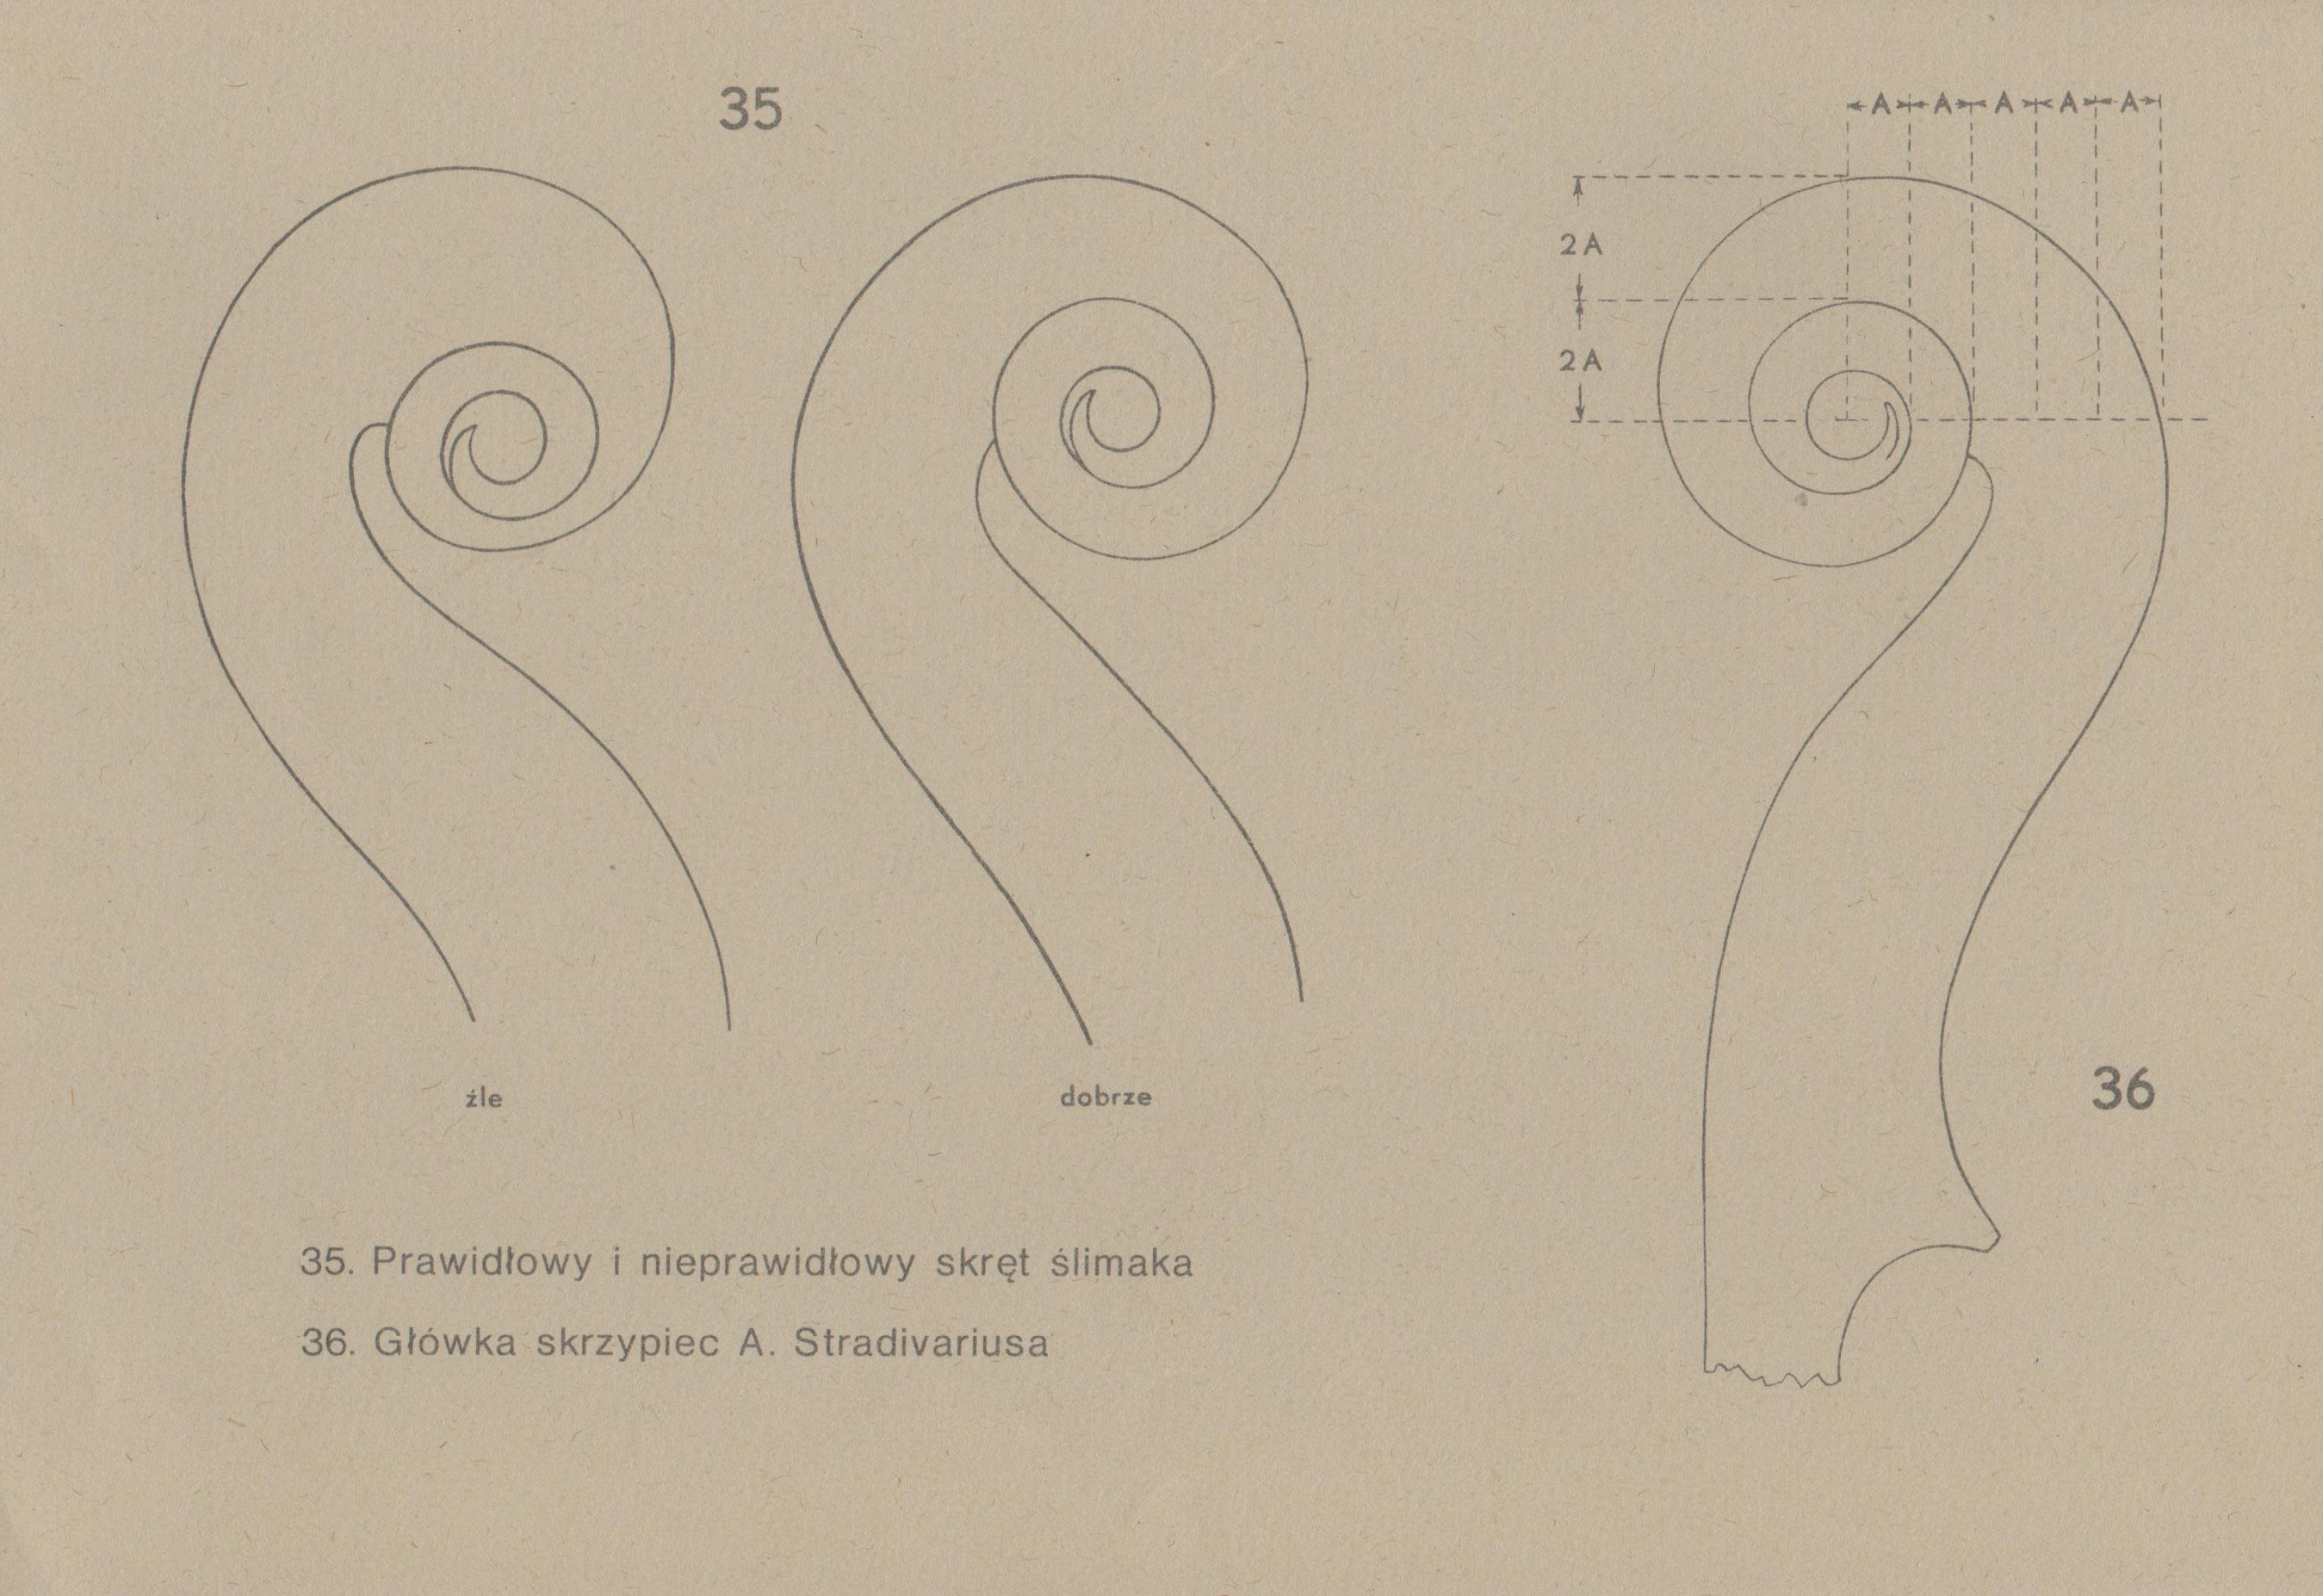 35
A A A A A
2A
2A
źle
dobrze
36
35. Prawidłowy i nieprawidłowy skręt ślimaka
36. Główka skrzypiec A. Stradivariusa